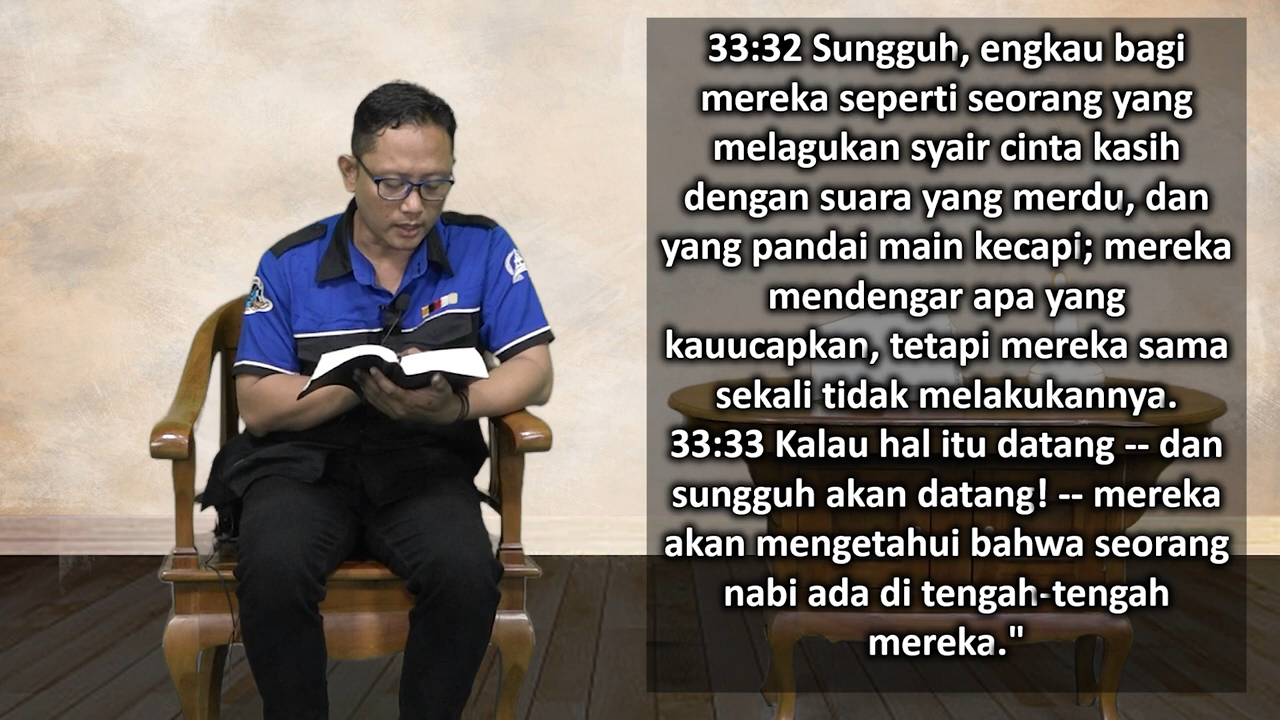 33:32 Sungguh, engkau bagi
mereka seperti seorang yang
melagukan syair cinta kasih
dengan suara yang merdu, dan
yang pandai main kecapi; mereka
mendengar apa yang
kauucapkan, tetapi mereka sama
sekali tidak melakukannya.
33:33 Kalau hal itu datang -- dan
sungguh akan datang! -- mereka
akan mengetahui bahwa seorang
nabi ada di tengah-tengah
mereka."